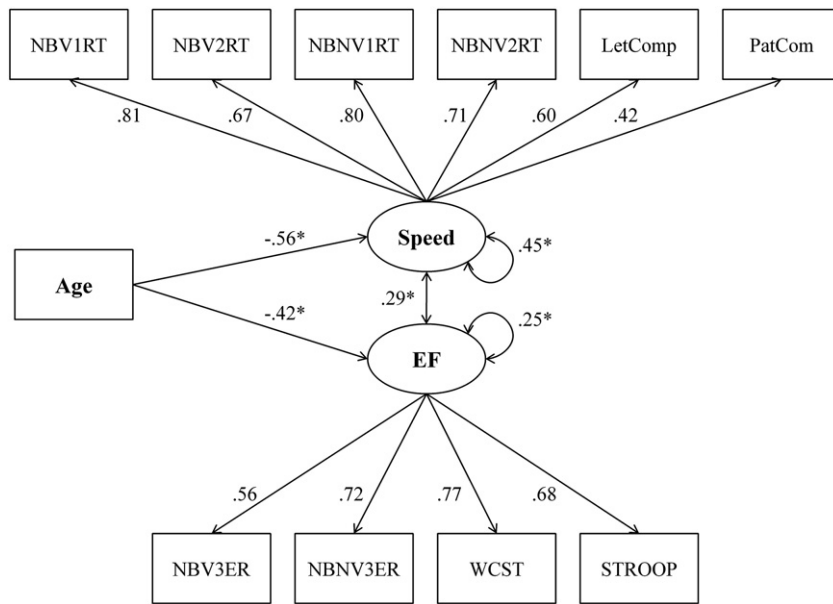 NBV1RT NBV2RT NBNV1RT NBNV2RT LetComp PatCom
.81 .67 .80 .71 .60 .42
Speed
-.56*
.45*
Age
.29*
-.42*
.25*
EF
.56 .72 .77 .68
NBV3ER NBNV3ER WCST STROOP